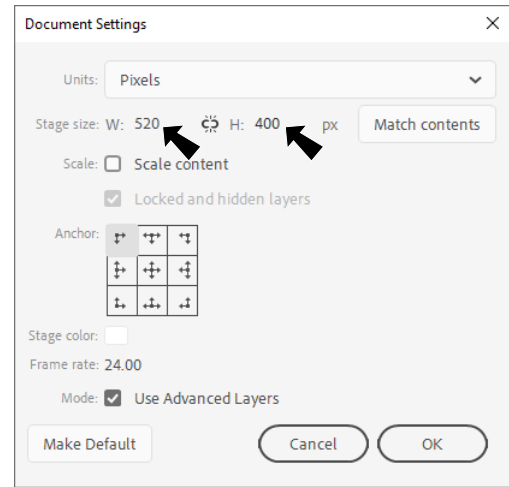 Document Settings
Units: Pixels
Stage size: W: 520 H: 400 px Match contents
Scale: Scale content
Locked and hidden layers
Anchor:
Stage color:
Frame rate: 24.00
Mode: Use Advanced Layers
Make Default Cancel OK